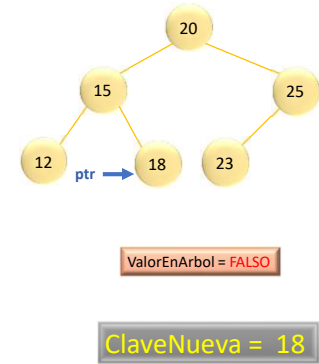 20
15
25
12
ptr
18
23
ValorEnArbol = FALSO
ClaveNueva = 18